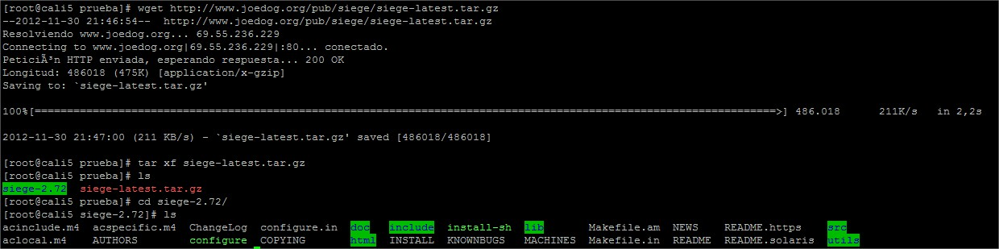 [root@cali5 prueba]# wget http://www.joedog.org/pub/siege/siege-latest.tar.gz
--2012-11-30 21:46:54--  http://www.joedog.org/pub/siege/siege-latest.tar.gz
Resolviendo www.joedog.org... 69.55.236.229
Connecting to www.joedog.org|69.55.236.229|:80... conectado.
PeticiÃ³n HTTP enviada, esperando respuesta... 200 OK
Longitud: 486018 (475K) [application/x-gzip]
Saving to: `siege-latest.tar.gz'
100%[===================================================================================================================>] 486.018      211K/s   in 2,2s
2012-11-30 21:47:00 (211 KB/s) - `siege-latest.tar.gz' saved [486018/486018]
[root@cali5 prueba]# tar xf siege-latest.tar.gz
[root@cali5 prueba]# ls
siege-2.72  siege-latest.tar.gz
[root@cali5 prueba]# cd siege-2.72/
[root@cali5 siege-2.72]# ls
acinclude.m4  acspecific.m4  ChangeLog  configure.in  doc   include  install-sh  lib       Makefile.am  NEWS    README.https    src
aclocal.m4    AUTHORS        configure  COPYING       html  INSTALL  KNOWNBUGS   MACHINES  Makefile.in  README  README.solaris  utils